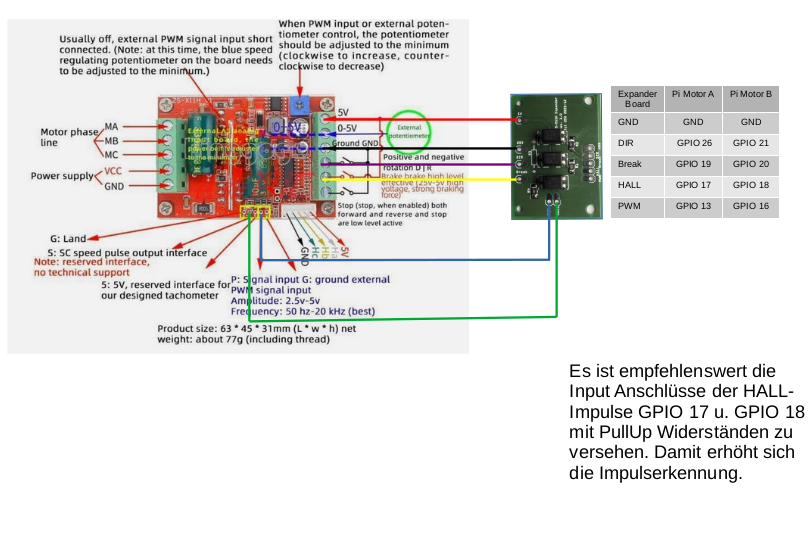 When PWM input or external poten-
tiometer control, the potentiometer
should be adjusted to the minimum
(clockwise to increase, counter-
clockwise to decrease)
Usually off, external PWM signal input short
connected. (Note: at this time, the blue speed
regulating potentiometer on the board needs
to be adjusted to the minimum.)
ZS-X11H
5V
0-5V
0-5V
External
potentiometer
Ground GND
Motor phase
line
MA
MB
MC
Power supply
VCC
GND
Positive and negative
rotation D | R
Brake brake high level
effective (25V-5V high
voltage, strong braking
force)
Stop (stop, when enabled) both
forward and reverse and stop
are low level active
G: Land
S: SC speed pulse output interface
Note: reserved interface,
no technical support
5: 5V, reserved interface for
our designed tachometer
GND
Hc
Hb
Ha
5V
P: Signal input G: ground external
PWM signal input
Amplitude: 2.5v-5v
Frequency: 50 hz-20 kHz (best)
Product size: 63 * 45 * 31mm (L * w * h) net
weight: about 77g (including thread)
Expander Board Pi Motor A Pi Motor B
GND GND GND
DIR GPIO 26 GPIO 21
Break GPIO 19 GPIO 20
HALL GPIO 17 GPIO 18
PWM GPIO 13 GPIO 16
Es ist empfehlenswert die
Input Anschlüsse der HALL-
Impulse GPIO 17 u. GPIO 18
mit PullUp Widerständen zu
versehen. Damit erhöht sich
die Impulserkennung.